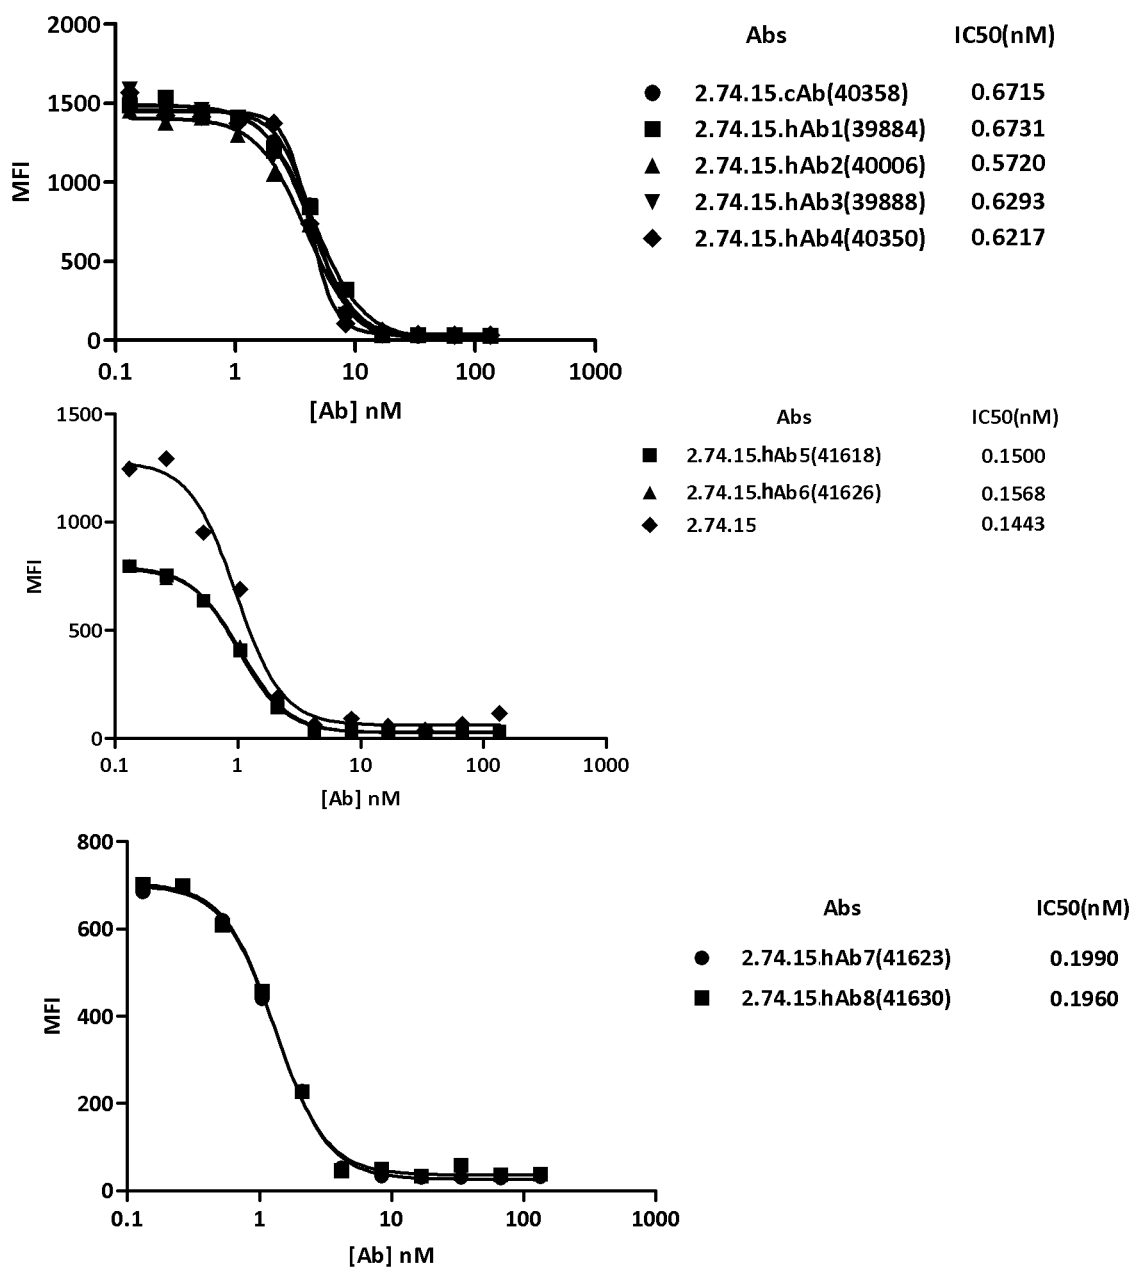 2000
1500
1000
500
0
MFI
0.1 1 10 100 1000
[Ab] nM
Abs IC50(nM)
2.74.15.cAb(40358) 0.6715
2.74.15.hAb1(39884) 0.6731
2.74.15.hAb2(40006) 0.5720
2.74.15.hAb3(39888) 0.6293
2.74.15.hAb4(40350) 0.6217
1500
1000
500
0
MFI
0.1 1 10 100 1000
[Ab] nM
Abs IC50(nM)
2.74.15.hAb5(41618) 0.1500
2.74.15.hAb6(41626) 0.1568
2.74.15 0.1443
800
600
400
200
0
MFI
0.1 1 10 100 1000
[Ab] nM
Abs IC50(nM)
2.74.15.hAb7(41623) 0.1990
2.74.15.hAb8(41630) 0.1960